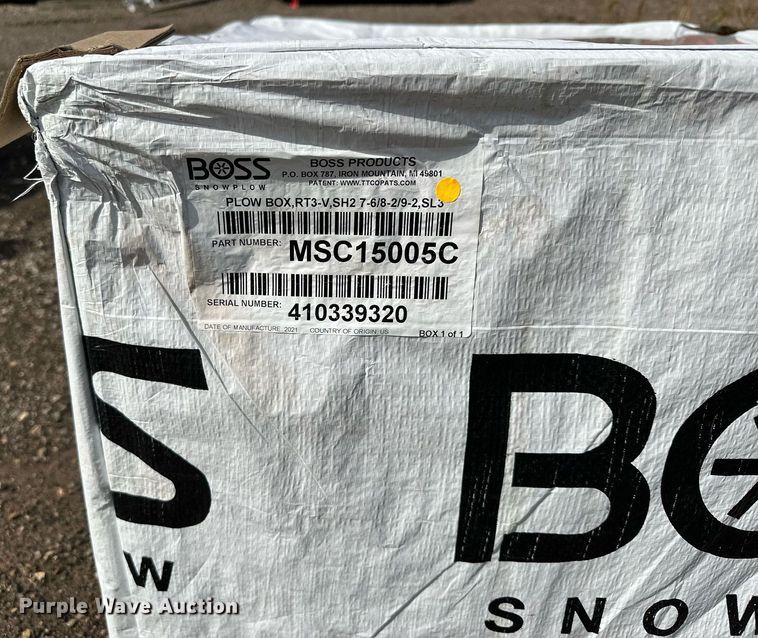 BOSS
SNOWPLOW
BOSS PRODUCTS
P.O. BOX 787, IRON MOUNTAIN, MI 49801
PATENT: WWW.TTCOPATS.COM
PLOW BOX,RT3-V,SH2 7-6/8-2/9-2,SL3
PART NUMBER: MSC15005C
SERIAL NUMBER: 410339320
DATE OF MANUFACTURE, 2021 COUNTRY OF ORIGIN: US BOX 1 of 1
S
W
BO
SNOW
Purple Wave Auction